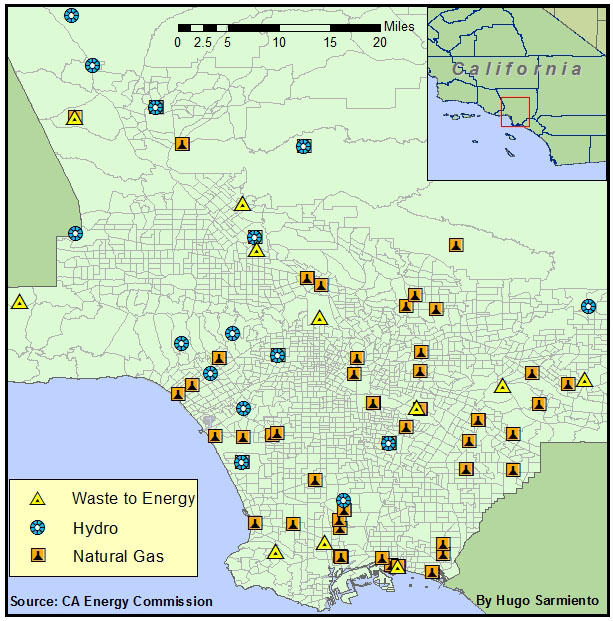 Miles
0 2.5 5 10 15 20
California
Waste to Energy
Hydro
Natural Gas
Source: CA Energy Commission
By Hugo Sarmiento